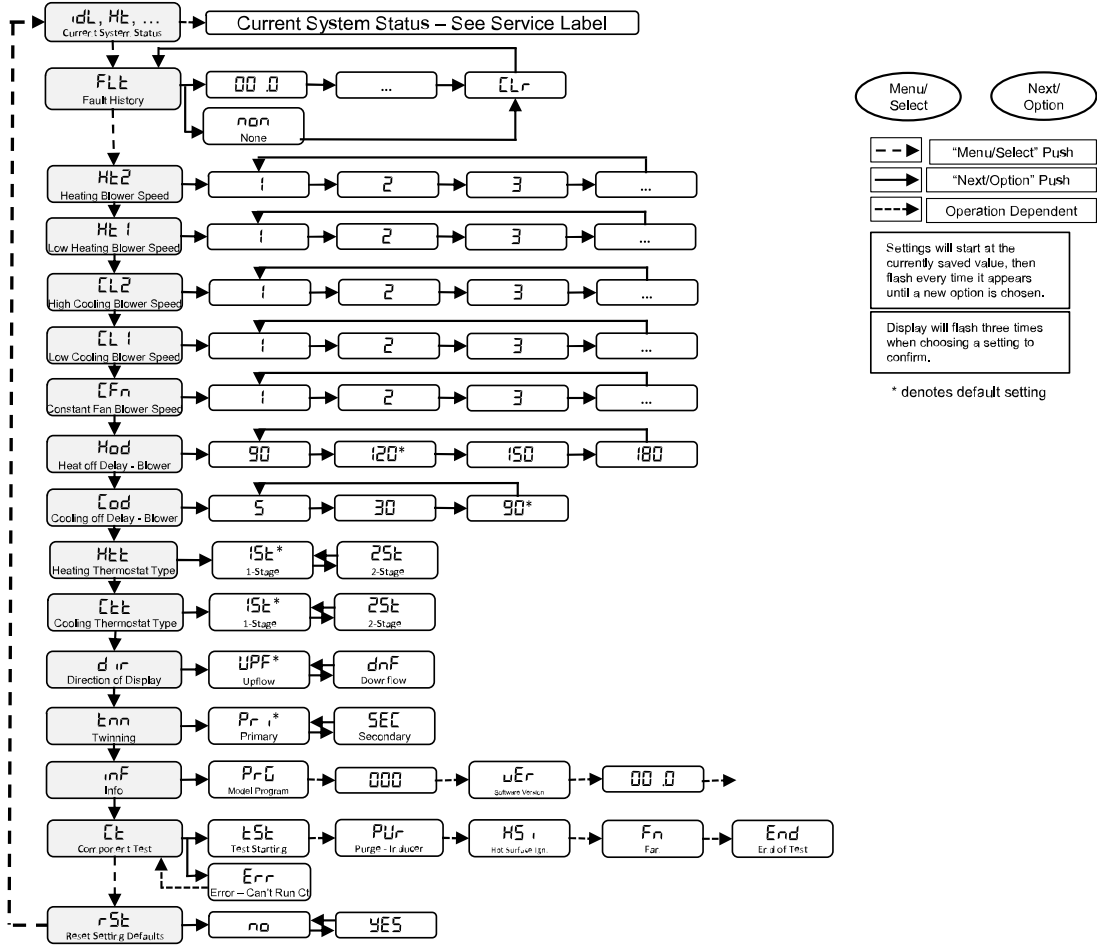 idL, Ht, ...
Current System Status
Current System Status – See Service Label
FLt
Fault History
00 .0
...
CLr
non
None
Ht2
Heating Blower Speed
1
2
3
...
Ht1
Low Heating Blower Speed
1
2
3
...
CL2
High Cooling Blower Speed
1
2
3
...
CL1
Low Cooling Blower Speed
1
2
3
...
CFn
Constant Fan Blower Speed
1
2
3
...
Hod
Heat off Delay - Blower
90
120*
150
180
Cod
Cooling off Delay - Blower
5
30
90*
Htt
Heating Thermostat Type
1St*
1-Stage
2St
2-Stage
Ctt
Cooling Thermostat Type
1St*
1-Stage
2St
2-Stage
dir
Direction of Display
UPF*
Upflow
dnF
Downflow
tnn
Twinning
Pri*
Primary
SEC
Secondary
inF
Info
PrG
Model Program
000
vEr
Software Version
00 .0
Ct
Component Test
tSt
Test Starting
PUr
Purge - Inducer
HSi
Hot Surface Ign.
Fn
Fan
End
End of Test
Err
Error – Can't Run Ct
rSt
Reset Setting Defaults
no
YES
Menu/
Select
Next/
Option
"Menu/Select" Push
"Next/Option" Push
Operation Dependent
Settings will start at the
currently saved value, then
flash every time it appears
until a new option is chosen.
Display will flash three times
when choosing a setting to
confirm.
* denotes default setting